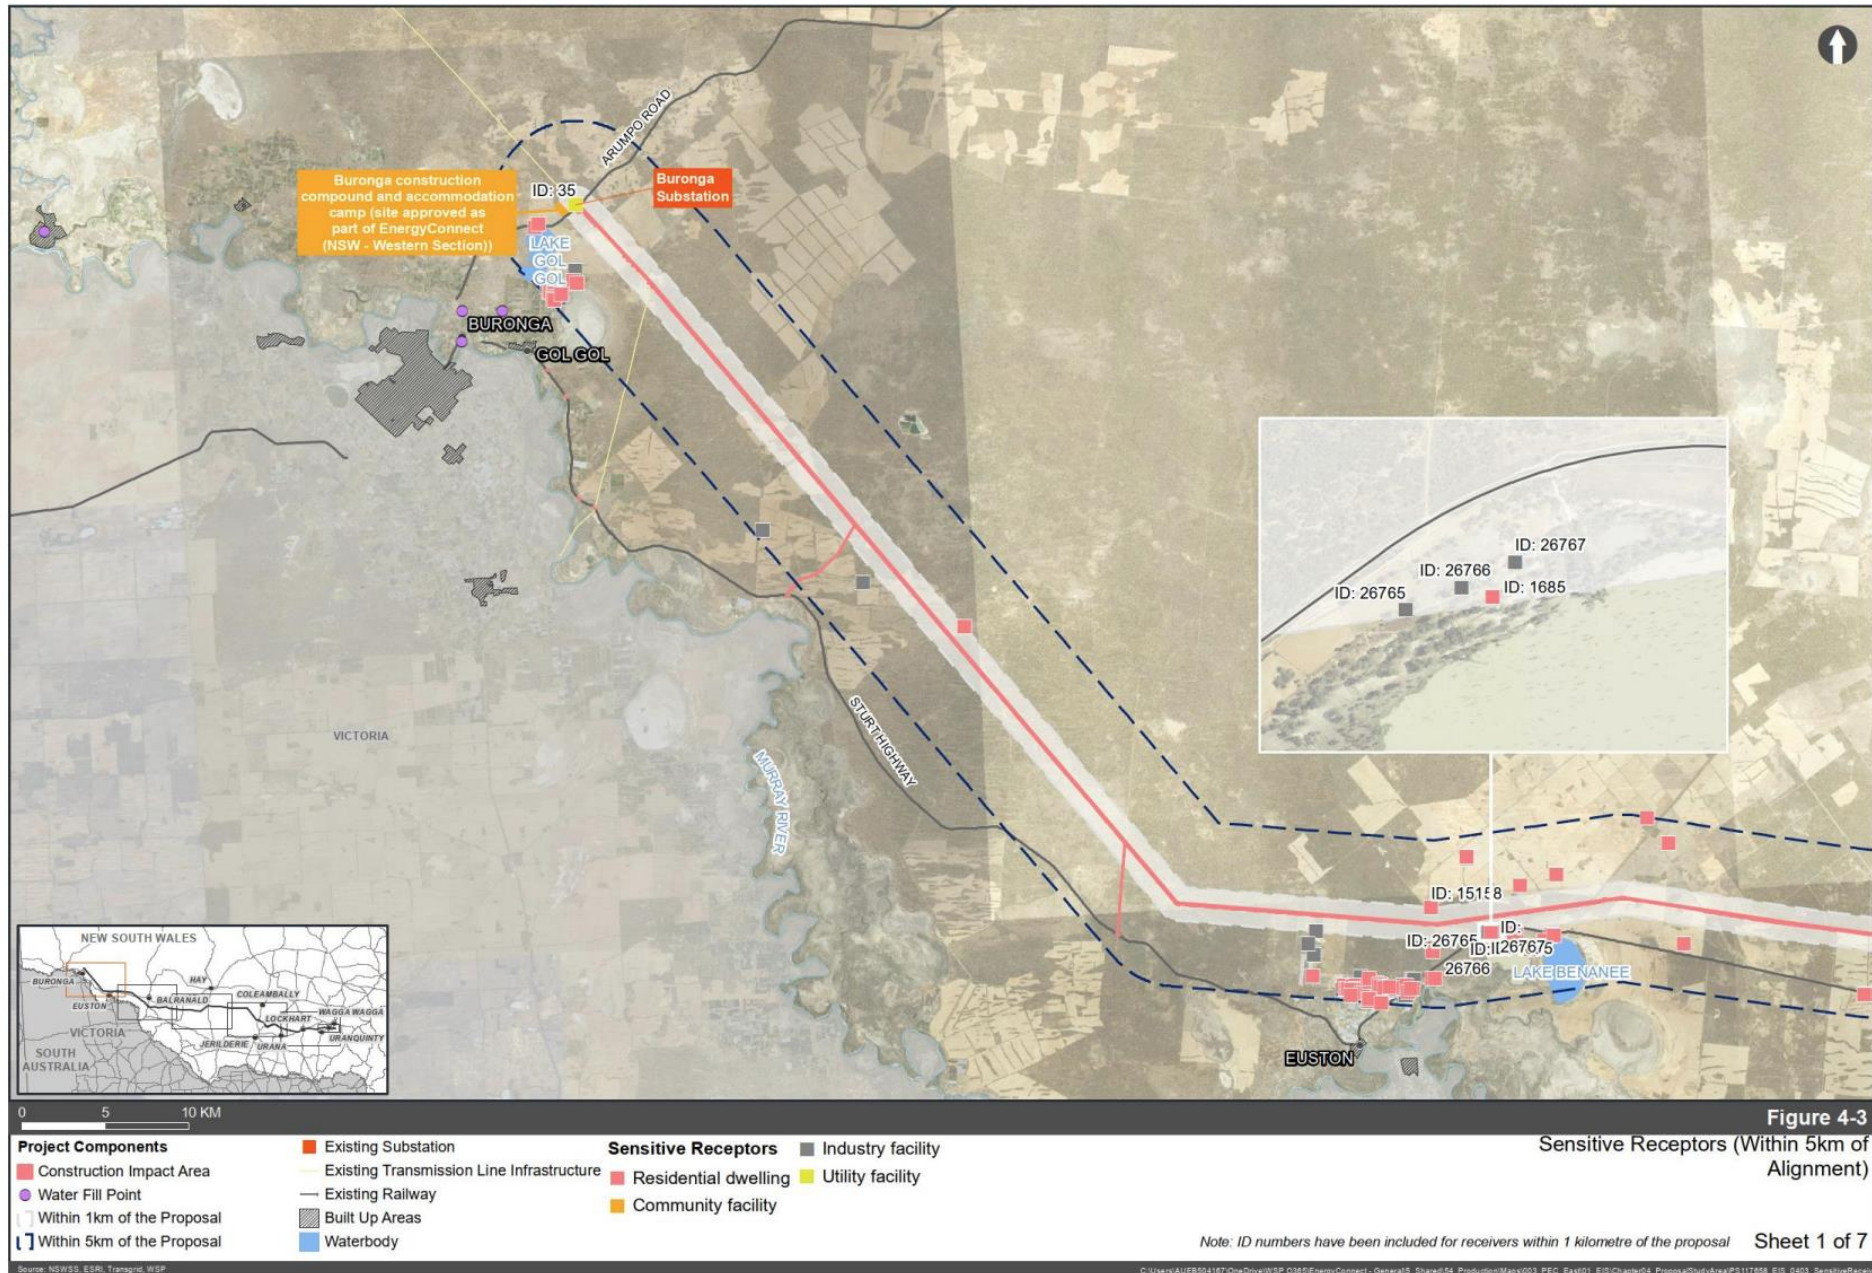 ARUMPO ROAD
Buronga construction
compound and accommodation
camp (site approved as
part of EnergyConnect
(NSW - Western Section))
ID: 35
Buronga
Substation
LAKE
GOL
GOL
BURONGA
GOL GOL
ID: 26767
ID: 26766
ID: 26765
ID: 1685
STURT HIGHWAY
VICTORIA
MURRAY RIVER
ID: 15158
ID: 26765
ID:
26767
26766
LAKE BENANEE
EUSTON
NEW SOUTH WALES
BURONGA
HAY
BALRANALD
COLEAMBALLY
EUSTON
LOCKHART
WAGGA WAGGA
VICTORIA
JERILDERIE
URANA
URANQUINTY
SOUTH
AUSTRALIA
0 5 10 KM
Figure 4-3
Sensitive Receptors (Within 5km of
Alignment)
Project Components
Construction Impact Area
Water Fill Point
Within 1km of the Proposal
Within 5km of the Proposal
Existing Substation
Existing Transmission Line Infrastructure
Existing Railway
Built Up Areas
Waterbody
Sensitive Receptors
Residential dwelling
Community facility
Industry facility
Utility facility
Note: ID numbers have been included for receivers within 1 kilometre of the proposal
Sheet 1 of 7
Source: NSWSS, ESRI, Transgrid, WSP